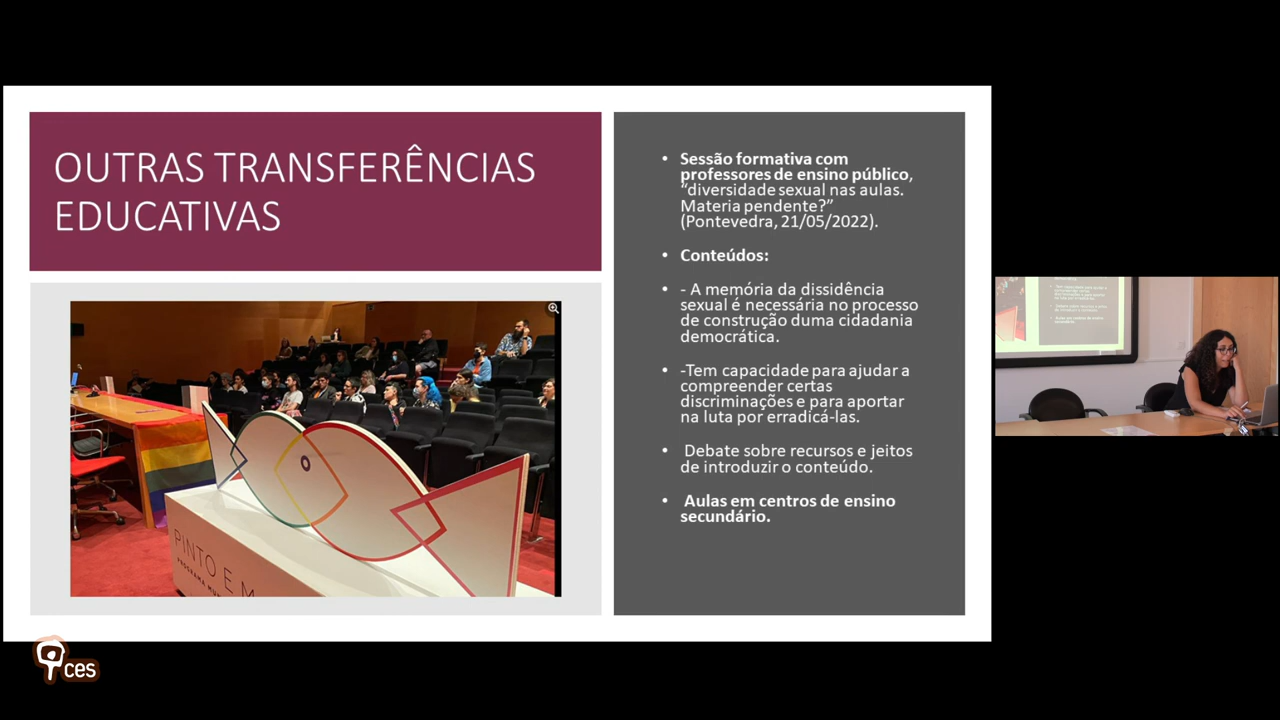 OUTRAS TRANSFERÊNCIAS
EDUCATIVAS
• Sessão formativa com
professores de ensino público,
“diversidade sexual nas aulas.
Materia pendente?”
(Pontevedra, 21/05/2022).
• Conteúdos:
• - A memória da dissidência
sexual é necessária no processo
de construção duma cidadania
democrática.
• -Tem capacidade para ajudar a
compreender certas
discriminações e para aportar
na luta por erradicá-las.
• Debate sobre recursos e jeitos
de introduzir o conteúdo.
• Aulas em centros de ensino
secundário.
PINTO E M
PROGRAMA MU
ces